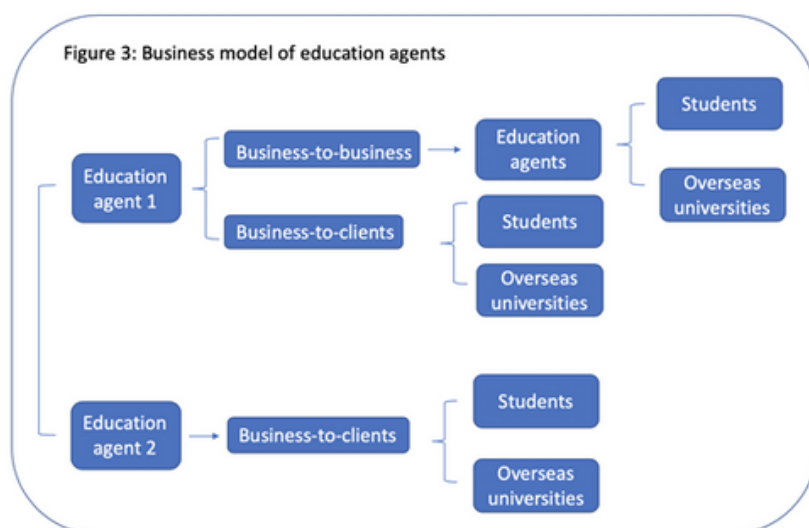 Figure 3: Business model of education agents
Students
Business-to-business
Education
agents
Education
agent 1
Overseas
universities
Business-to-clients
Students
Overseas
universities
Students
Education
agent 2
Business-to-clients
Overseas
universities